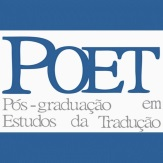 POET
Pós-graduação em
Estudos da Tradução